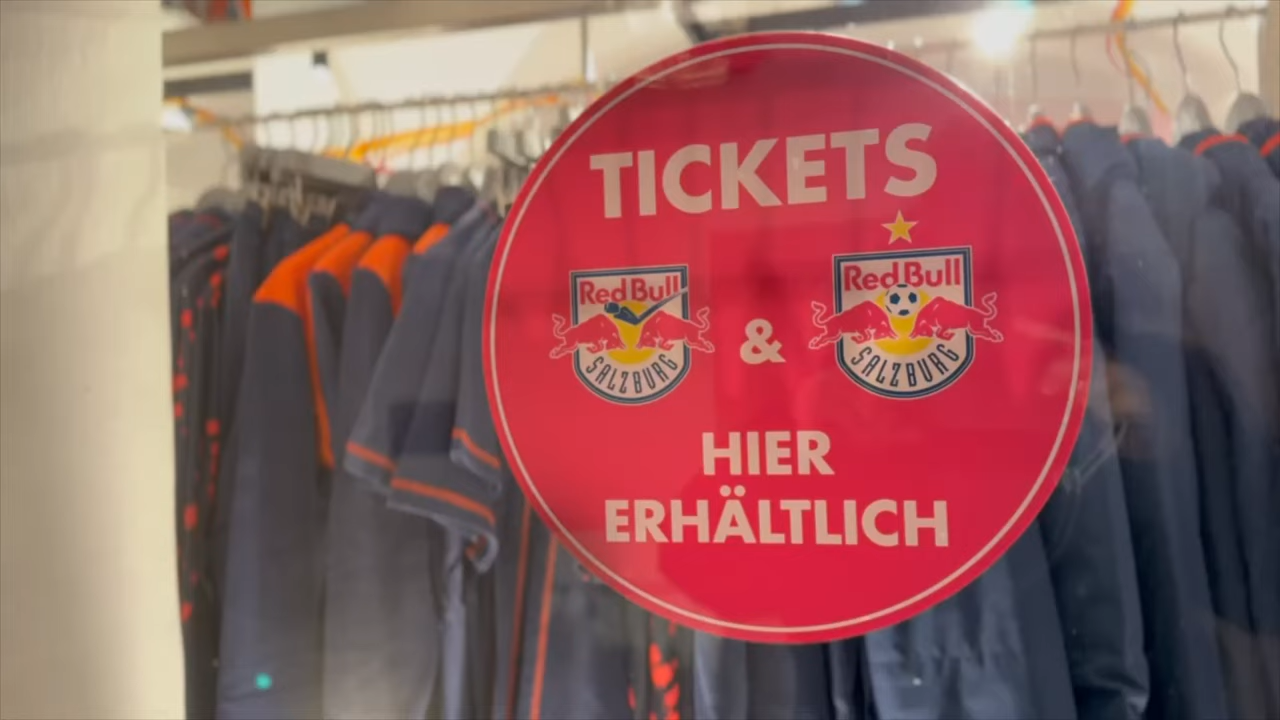 TICKETS
Red Bull
SALZBURG
&
Red Bull
SALZBURG
HIER
ERHÄLTLICH